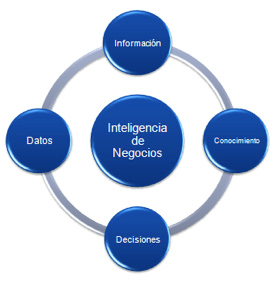 Información
Inteligencia
de
Negocios
Datos
Conocimiento
Decisiones